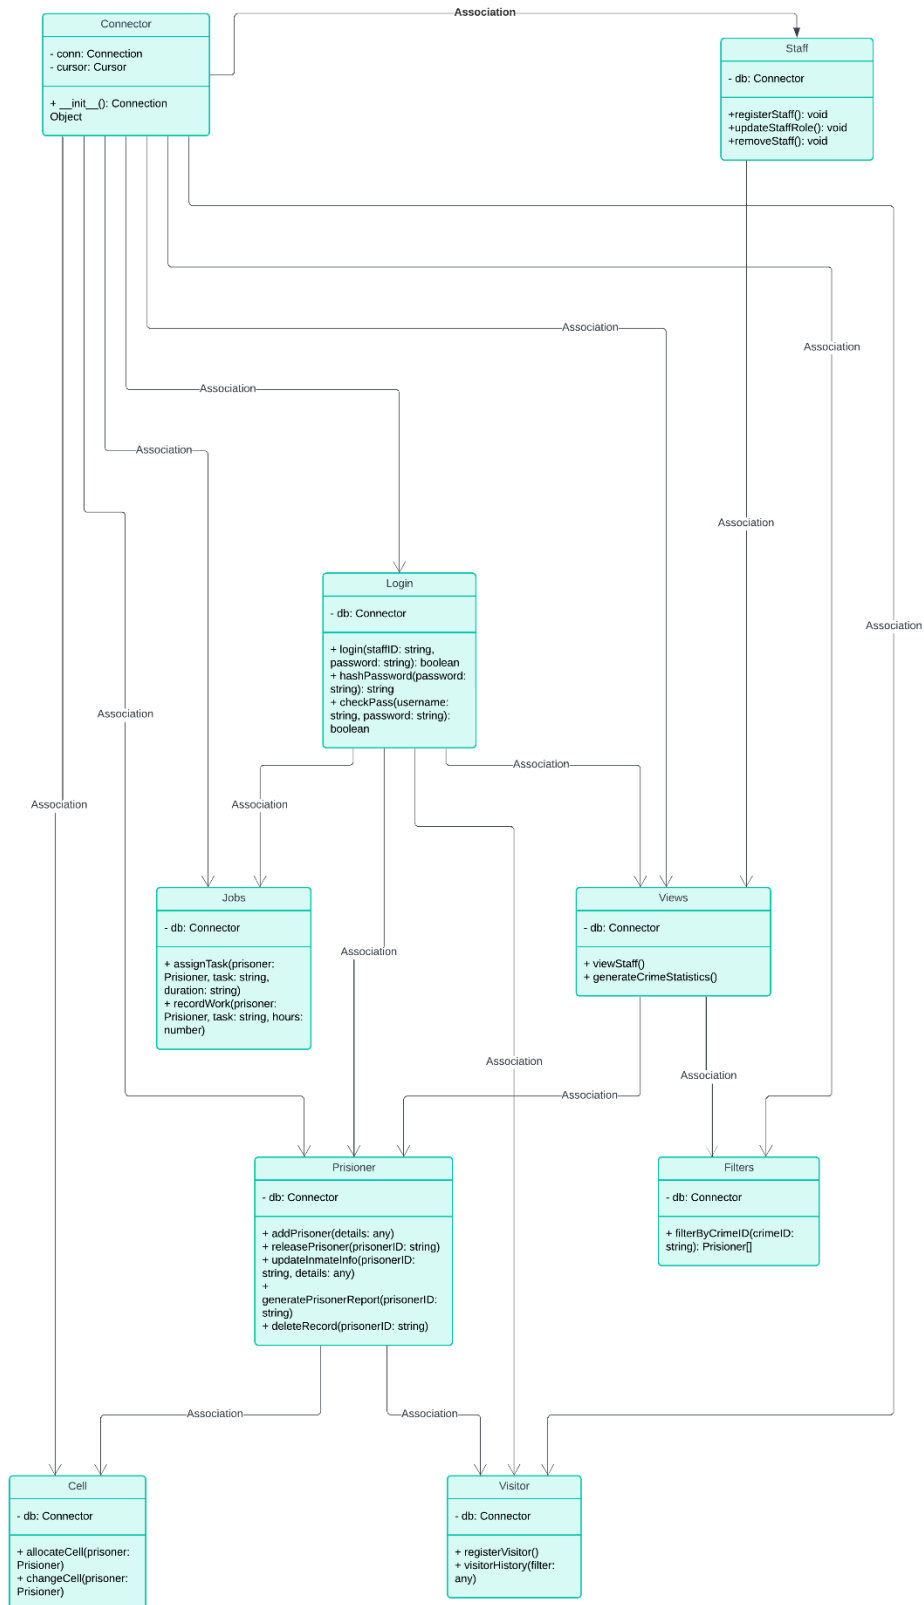 Association
Connector
- conn: Connection
- cursor: Cursor
+ __init__(): Connection
Object
Staff
- db: Connector
+registerStaff(): void
+updateStaffRole(): void
+removeStaff(): void
Association
Association
Association
Association
Association
Login
- db: Connector
+ login(staffID: string,
password: string): boolean
+ hashPassword(password:
string): string
+ checkPass(username:
string, password: string):
boolean
Association
Association
Association
Association
Association
Jobs
- db: Connector
+ assignTask(prisoner:
Prisioner, task: string,
duration: string)
+ recordWork(prisoner:
Prisioner, task: string, hours:
number)
Views
- db: Connector
+ viewStaff()
+ generateCrimeStatistics()
Association
Association
Association
Association
Prisioner
- db: Connector
+ addPrisoner(details: any)
+ releasePrisoner(prisonerID: string)
+ updateInmateInfo(prisonerID:
string, details: any)
+
generatePrisonerReport(prisonerID:
string)
+ deleteRecord(prisonerID: string)
Filters
- db: Connector
+ filterByCrimeID(crimeID:
string): Prisioner[]
Association
Association
Cell
- db: Connector
+ allocateCell(prisoner:
Prisioner)
+ changeCell(prisoner:
Prisioner)
Visitor
- db: Connector
+ registerVisitor()
+ visitorHistory(filter:
any)